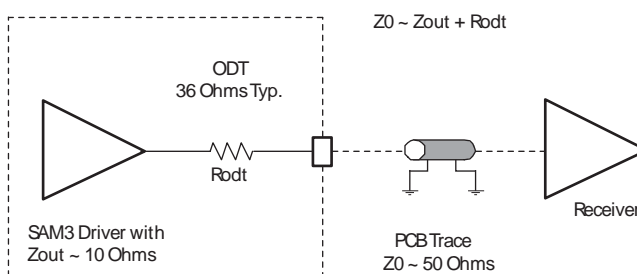 Z0 ~ Zout + Rodt
ODT
36 Ohms Typ.
Rodt
Receiver
SAM3 Driver with
Zout ~ 10 Ohms
PCB Trace
Z0 ~ 50 Ohms